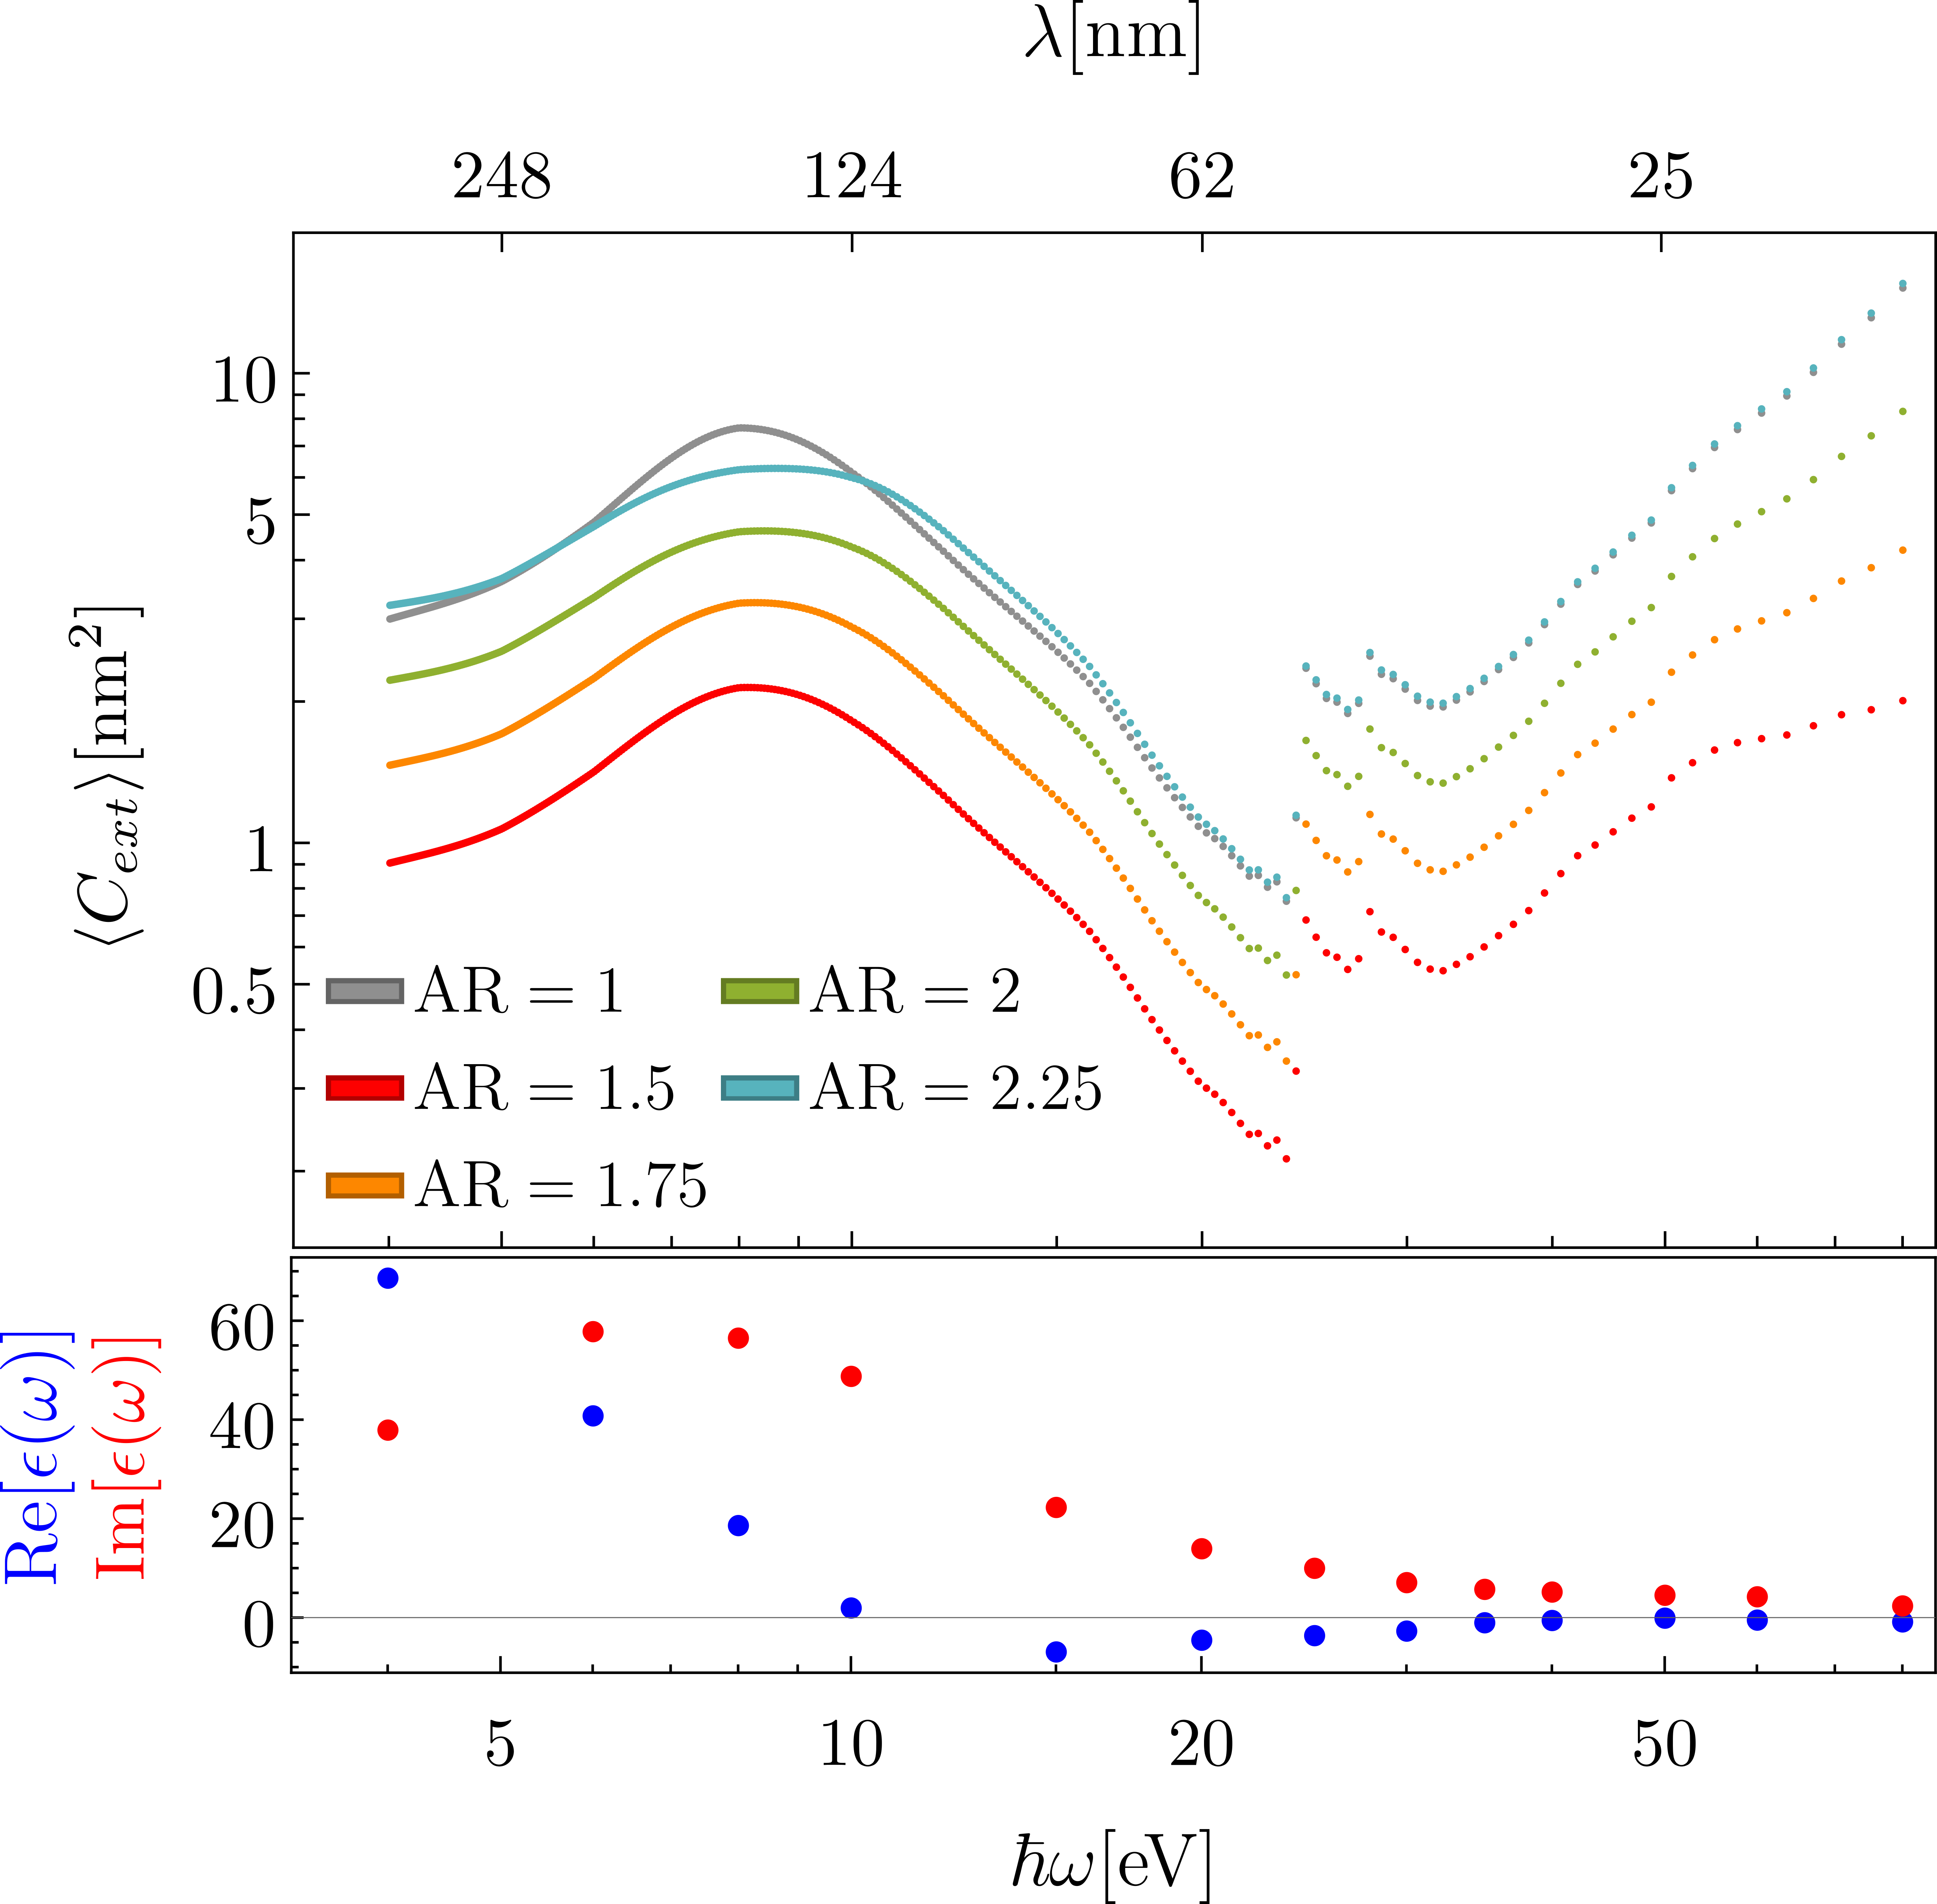 λ[nm]
248 124 62 25
10
5
1
0.5
⟨C_ext⟩[nm²]
AR = 1 AR = 2
AR = 1.5 AR = 2.25
AR = 1.75
60
40
20
0
Re[ϵ(ω)]
Im[ϵ(ω)]
5 10 20 50
ħω[eV]